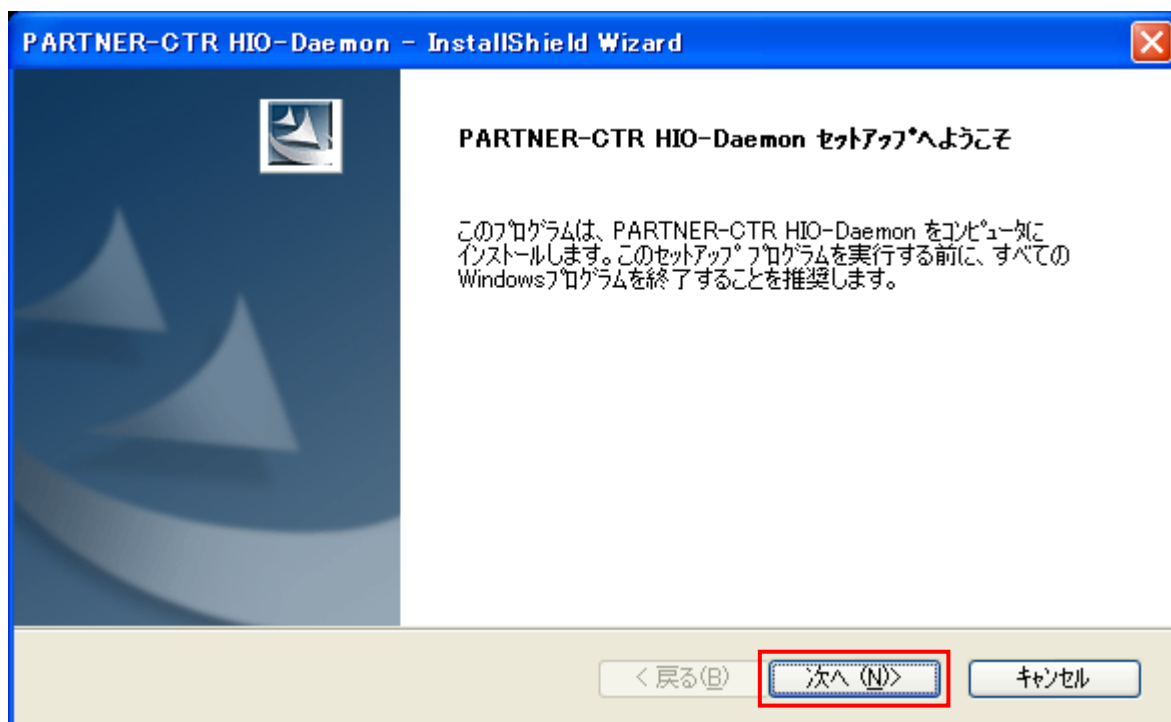 PARTNER-CTR HIO-Daemon - InstallShield Wizard
PARTNER-CTR HIO-Daemon ｾｯﾄｱｯﾌﾟへようこそ
このﾌﾟﾛｸﾞﾗﾑは、PARTNER-CTR HIO-Daemon をｺﾝﾋﾟｭｰﾀに
ｲﾝｽﾄｰﾙします。このｾｯﾄｱｯﾌﾟ ﾌﾟﾛｸﾞﾗﾑを実行する前に、すべての
Windowsﾌﾟﾛｸﾞﾗﾑを終了することを推奨します。
< 戻る(B)
次へ (N)>
ｷｬﾝｾﾙ